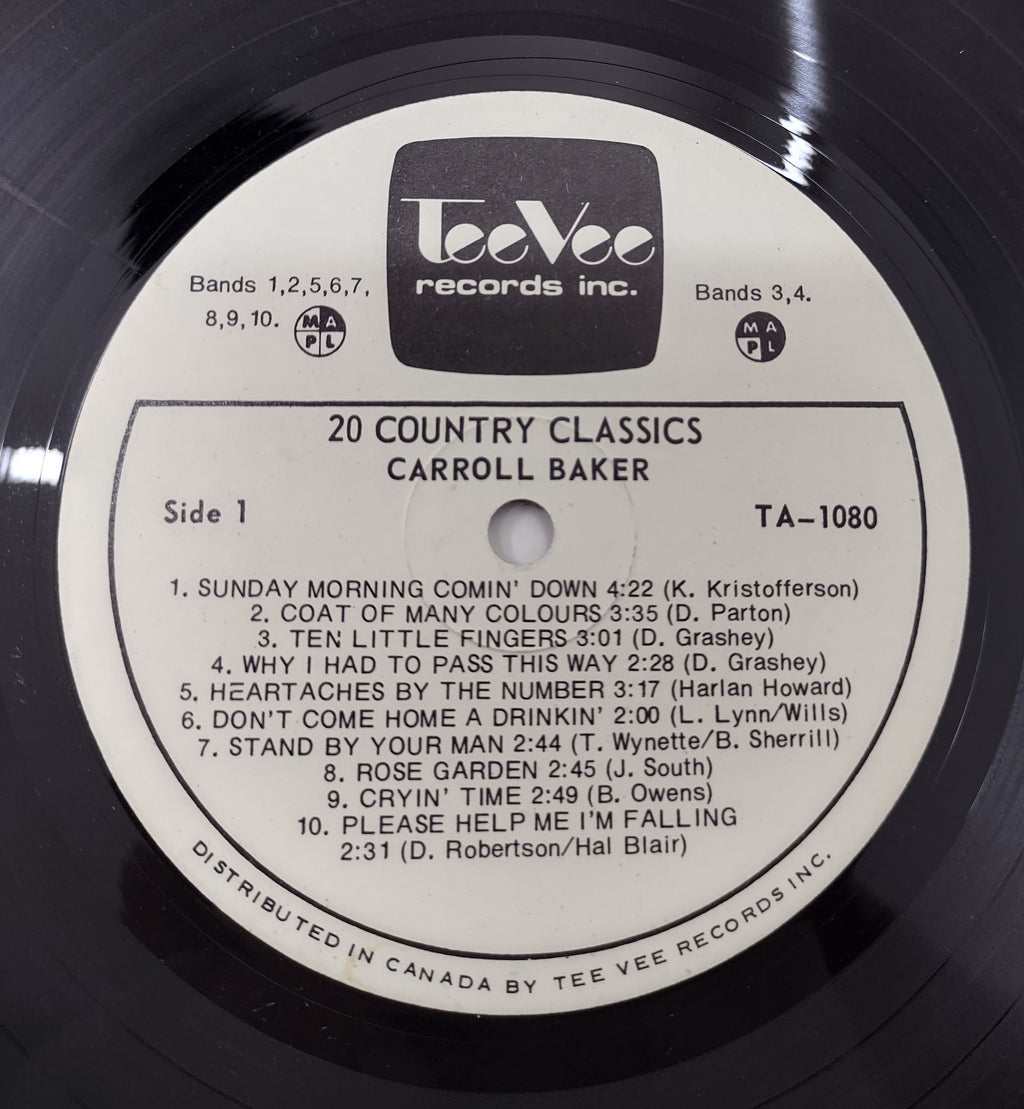 TeeVee
records inc.
Bands 1,2,5,6,7,
8,9,10.
M A
P L
Bands 3,4.
M A
P L
20 COUNTRY CLASSICS
CARROLL BAKER
Side 1
TA-1080
1. SUNDAY MORNING COMIN' DOWN 4:22 (K. Kristofferson)
2. COAT OF MANY COLOURS 3:35 (D. Parton)
3. TEN LITTLE FINGERS 3:01 (D. Grashey)
4. WHY I HAD TO PASS THIS WAY 2:28 (D. Grashey)
5. HEARTACHES BY THE NUMBER 3:17 (Harlan Howard)
6. DON'T COME HOME A DRINKIN' 2:00 (L. Lynn/Wills)
7. STAND BY YOUR MAN 2:44 (T. Wynette/B. Sherrill)
8. ROSE GARDEN 2:45 (J. South)
9. CRYIN' TIME 2:49 (B. Owens)
10. PLEASE HELP ME I'M FALLING
2:31 (D. Robertson/Hal Blair)
DISTRIBUTED IN CANADA BY TEE VEE RECORDS INC.